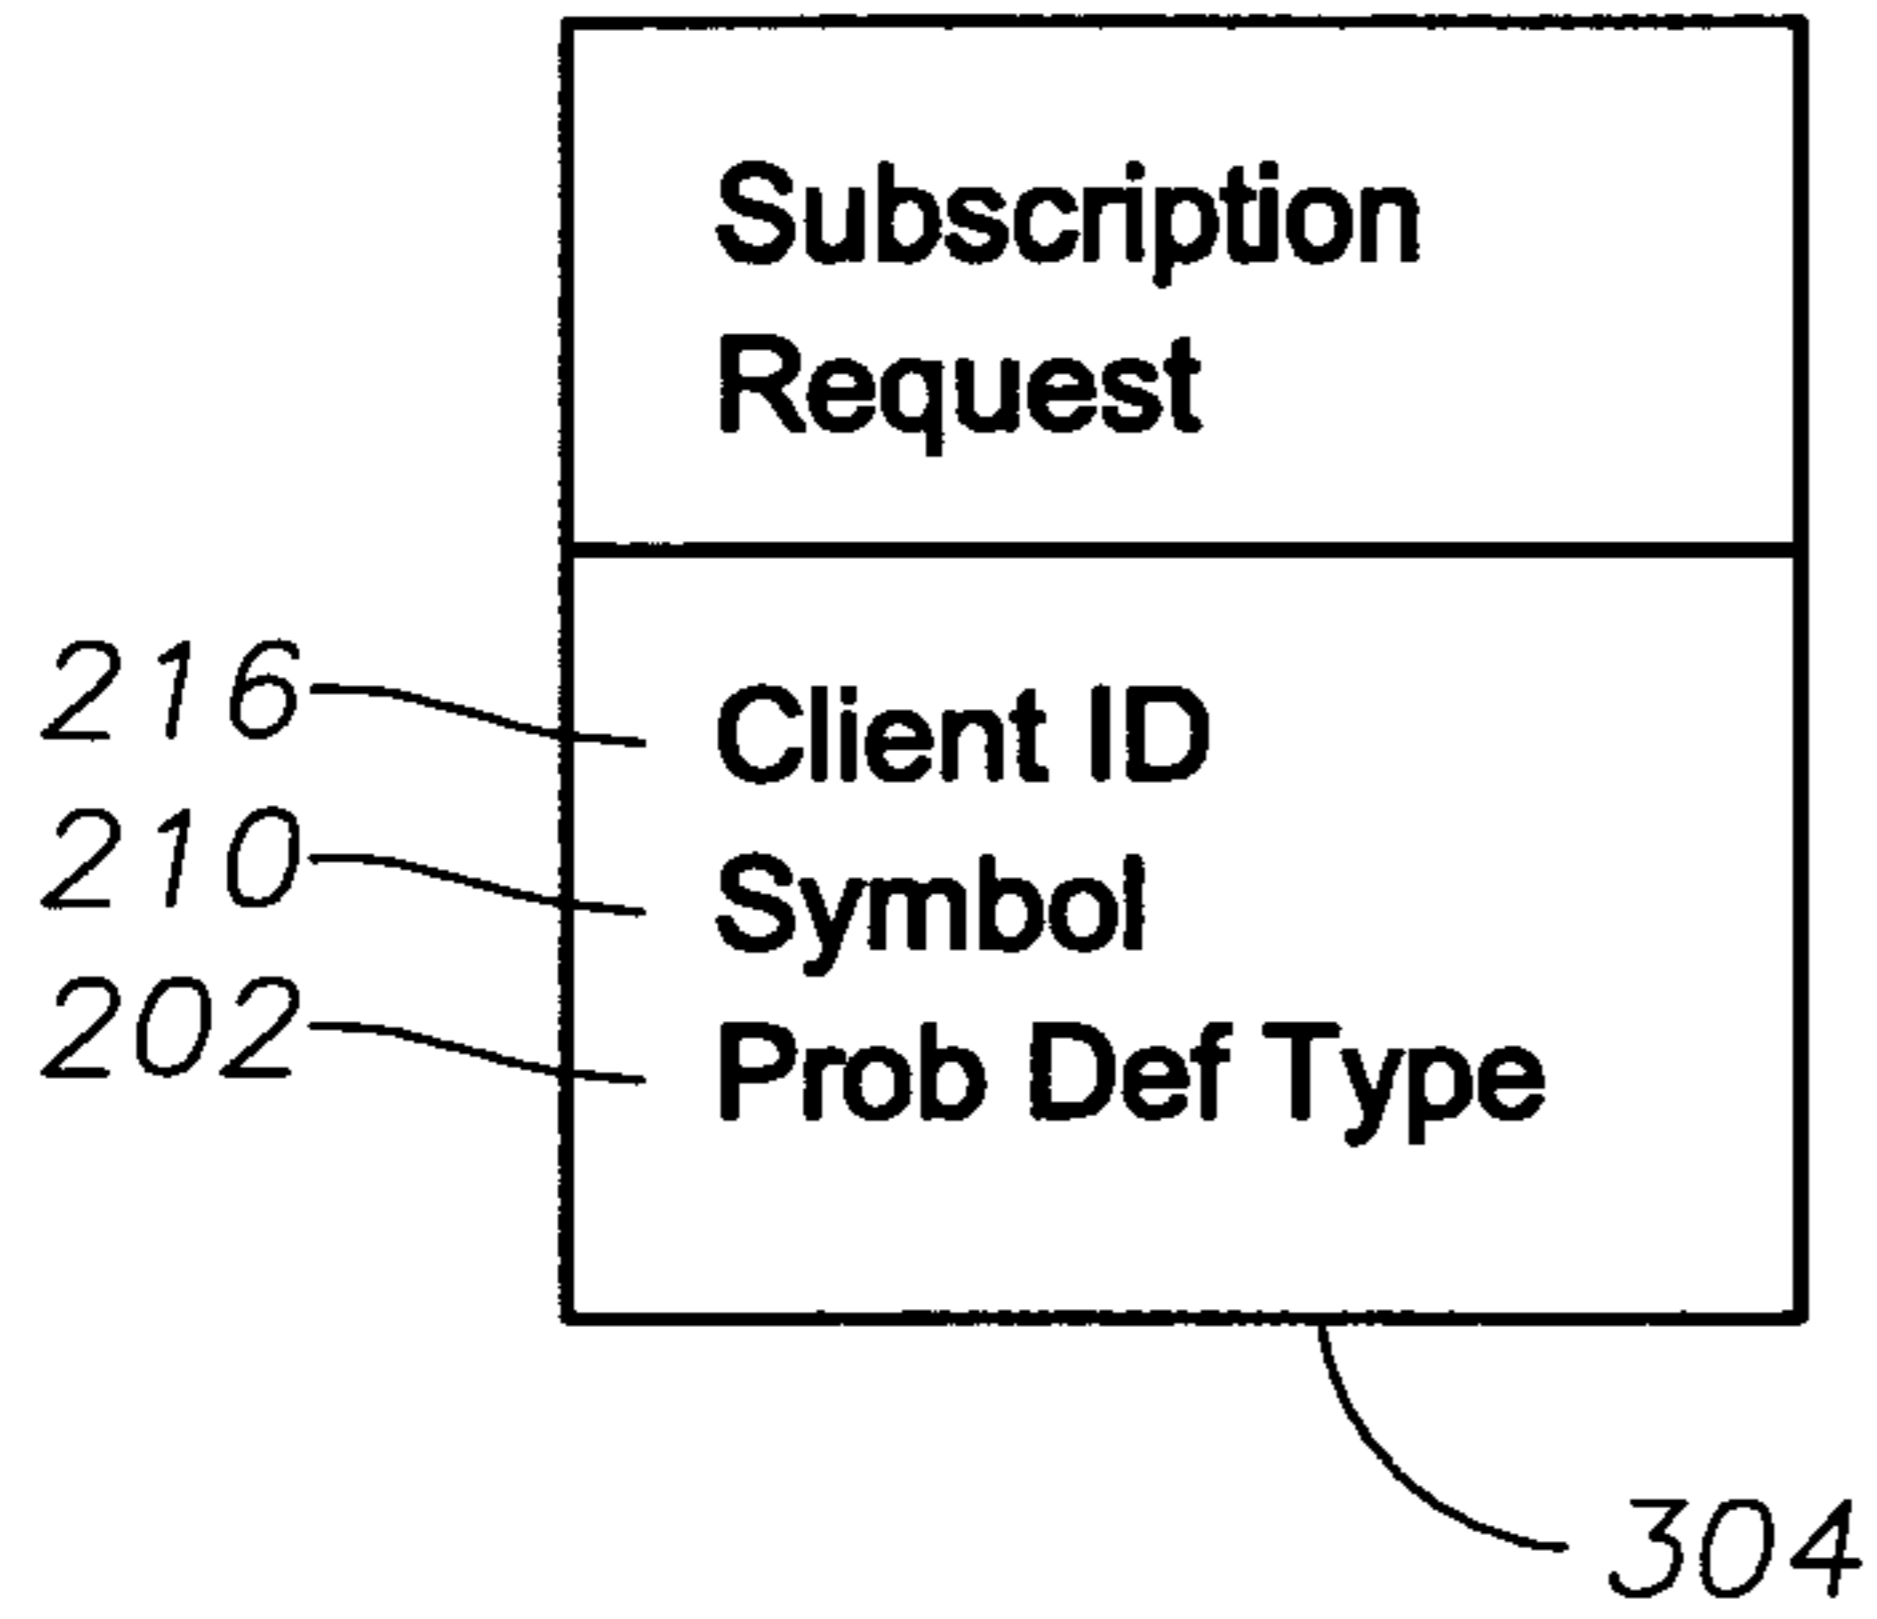 Subscription
Request
216 Client ID
210 Symbol
202 Prob Def Type
304